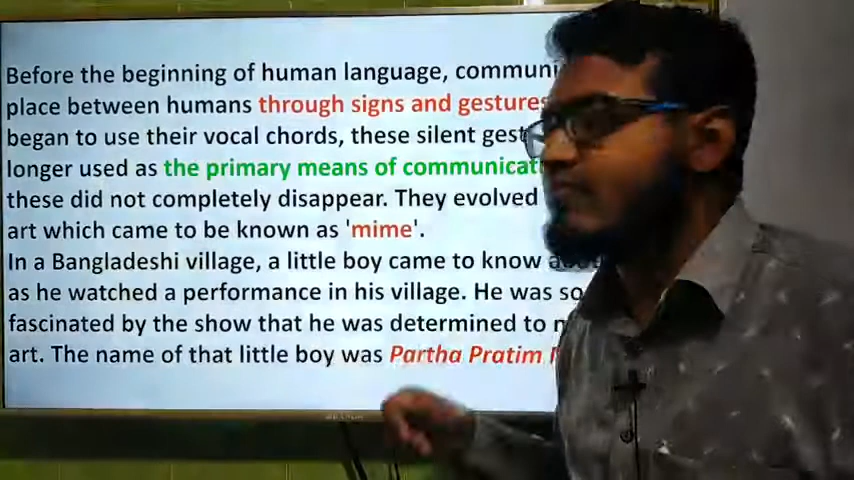 Before the beginning of human language, communi
place between humans through signs and gestures
began to use their vocal chords, these silent gest
longer used as the primary means of communicat
these did not completely disappear. They evolved
art which came to be known as 'mime'.
In a Bangladeshi village, a little boy came to know
as he watched a performance in his village. He was so
fascinated by the show that he was determined to
art. The name of that little boy was Partha Pratim